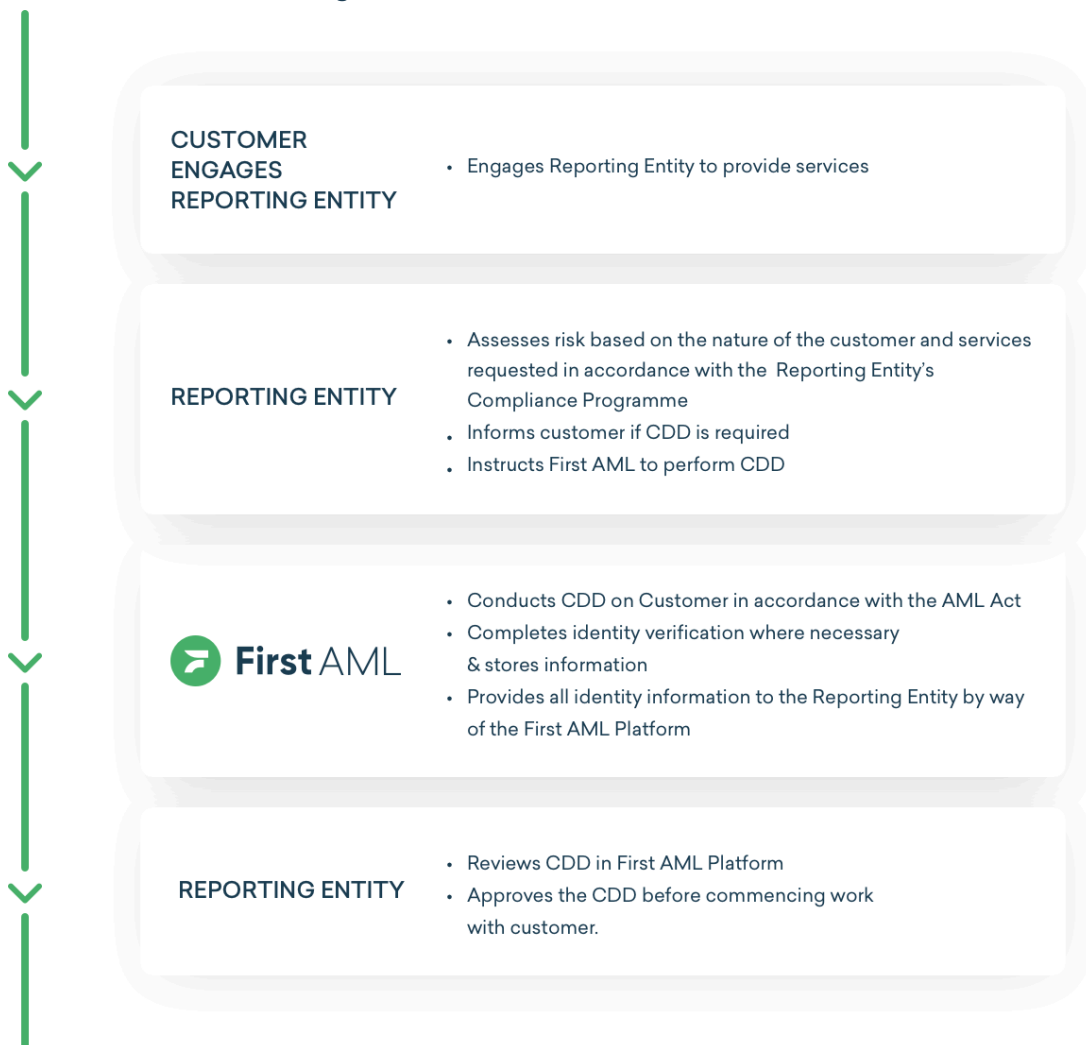 CUSTOMER
ENGAGES
REPORTING ENTITY
• Engages Reporting Entity to provide services
REPORTING ENTITY
• Assesses risk based on the nature of the customer and services
requested in accordance with the Reporting Entity's
Compliance Programme
• Informs customer if CDD is required
• Instructs First AML to perform CDD
First AML
• Conducts CDD on Customer in accordance with the AML Act
• Completes identity verification where necessary
& stores information
• Provides all identity information to the Reporting Entity by way
of the First AML Platform
REPORTING ENTITY
• Reviews CDD in First AML Platform
• Approves the CDD before commencing work
with customer.